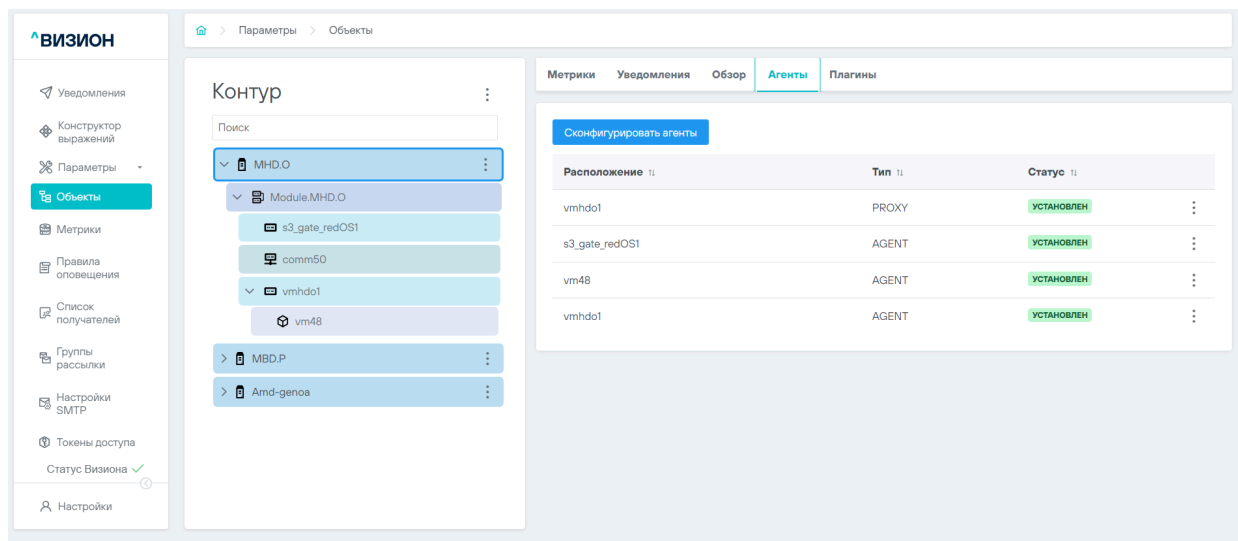 ^ВИЗИОН
Параметры
Объекты
Уведомления
Конструктор
выражений
Параметры
Объекты
Метрики
Правила
оповещения
Список
получателей
Группы
рассылки
Настройки
SMTP
Токены доступа
Статус Визиона
Настройки
Контур
Поиск
MHD.O
Module.MHD.O
s3_gate_redOS1
comm50
vmhdo1
vm48
MBD.P
Amd-genoa
Метрики Уведомления Обзор Агенты Плагины
Сконфигурировать агенты
Расположение Тип Статус
vmhdo1 PROXY УСТАНОВЛЕН
s3_gate_redOS1 AGENT УСТАНОВЛЕН
vm48 AGENT УСТАНОВЛЕН
vmhdo1 AGENT УСТАНОВЛЕН